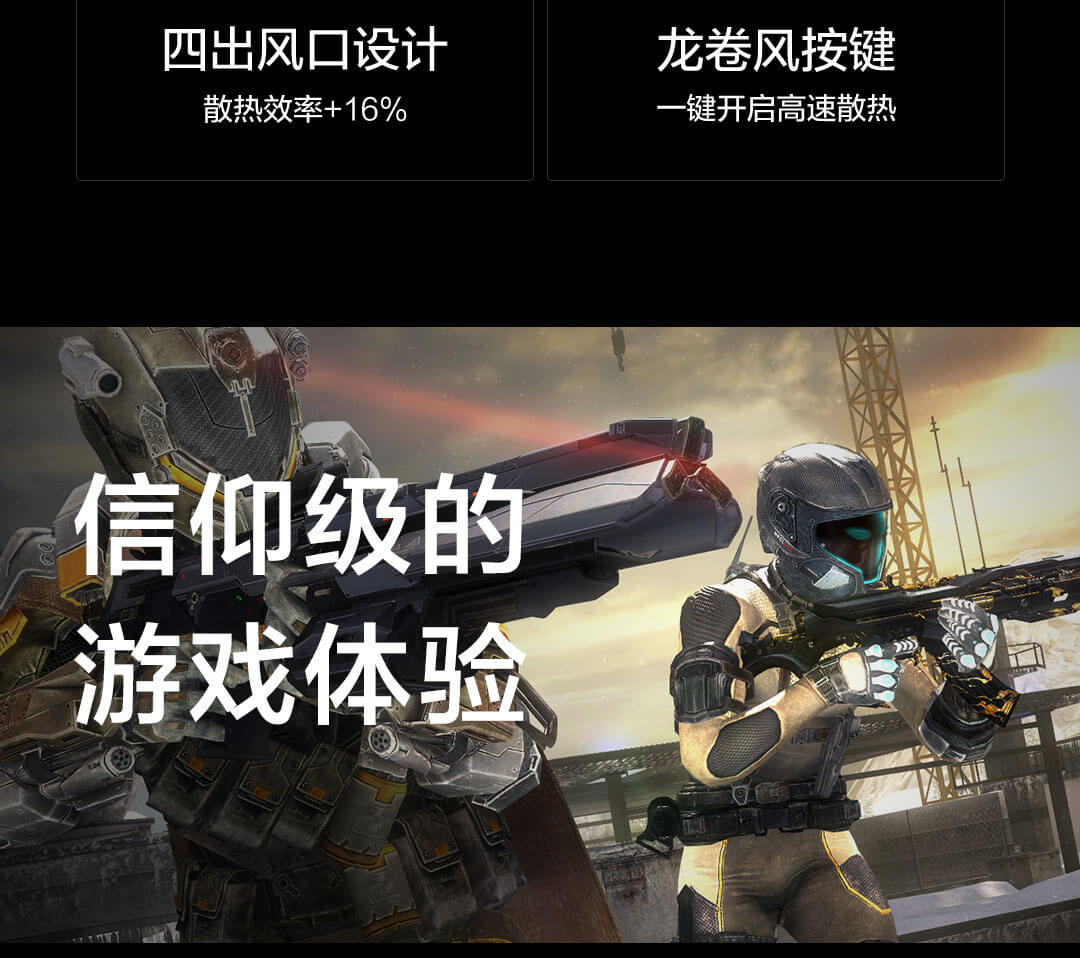 四出风口设计
散热效率+16%
龙卷风按键
一键开启高速散热
信仰级的
游戏体验